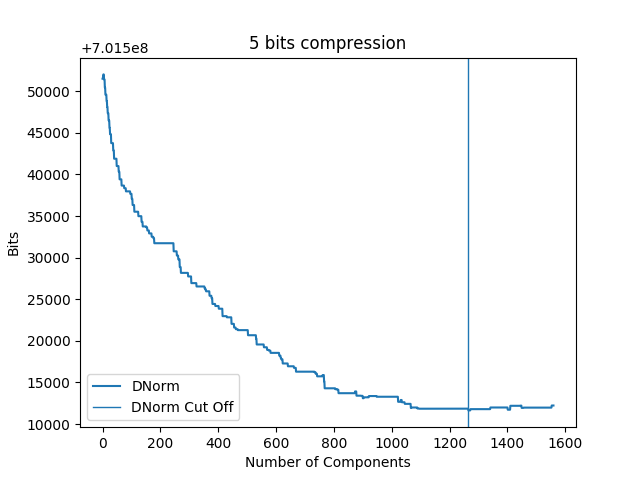 5 bits compression
+7.015e8
50000
45000
40000
35000
30000
25000
20000
15000
10000
Bits
DNorm
DNorm Cut Off
0 200 400 600 800 1000 1200 1400 1600
Number of Components